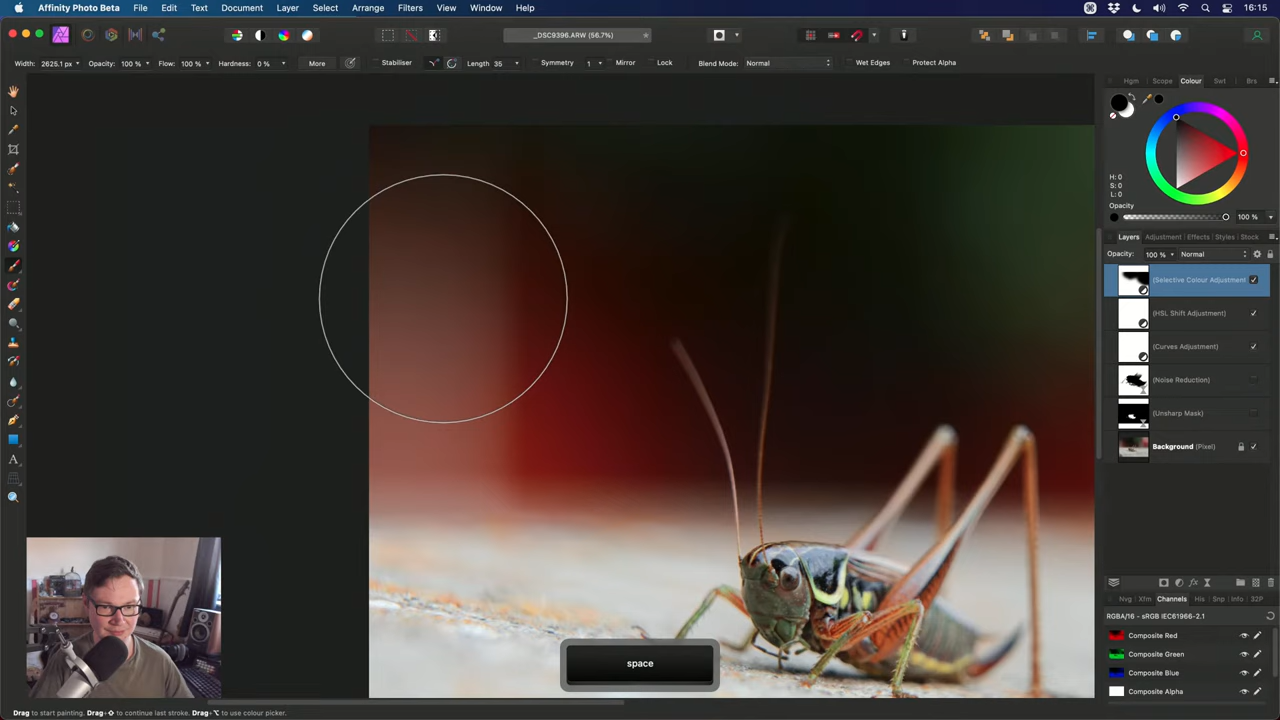 Affinity Photo Beta File Edit Text Document Layer Select Arrange Filters View Window Help 16:15
_DSC9396.ARW (56.7%)
Width: 2625.1 px Opacity: 100 % Flow: 100 % Hardness: 0 % More Stabiliser Length 35 Symmetry 1 Mirror Lock Blend Mode: Normal Wet Edges Protect Alpha
Hgm Scope Colour Swt Brs
H: 0
S: 0
L: 0
Opacity
100 %
Layers Adjustment Effects Styles Stock
Opacity: 100 % Normal
(Selective Colour Adjustment
(HSL Shift Adjustment)
(Curves Adjustment)
(Noise Reduction)
(Unsharp Mask)
Background (Pixel)
Nvg Xfm Channels His Snp Info 32P
RGBA/16 - sRGB IEC61966-2.1
Composite Red
Composite Green
Composite Blue
Composite Alpha
space
Drag to start painting. Drag+⇧ to continue last stroke. Drag+⌥ to use colour picker.